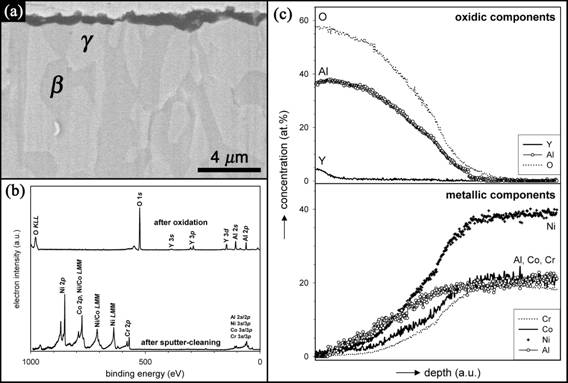 (a)
γ
β
4 μm
(b)
electron intensity (a.u.)
O KLL
O 1s
after oxidation
Y 3s
Y 3p
Y 3d
Al 2s
Al 2p
Ni 2p
Co 2p, Ni/Co LMM
Ni/Co LMM
Ni LMM
Cr 2p
Al 2s/2p
Ni 3s/3p
Co 3s/3p
Cr 3s/3p
after sputter-cleaning
1000 500 0
binding energy (eV)
(c)
oxidic components
60
40
20
0
O
Al
Y
Y
Al
O
concentration (at.%)
metallic components
40
20
0
Ni
Al, Co, Cr
Cr
Co
Ni
Al
depth (a.u.)